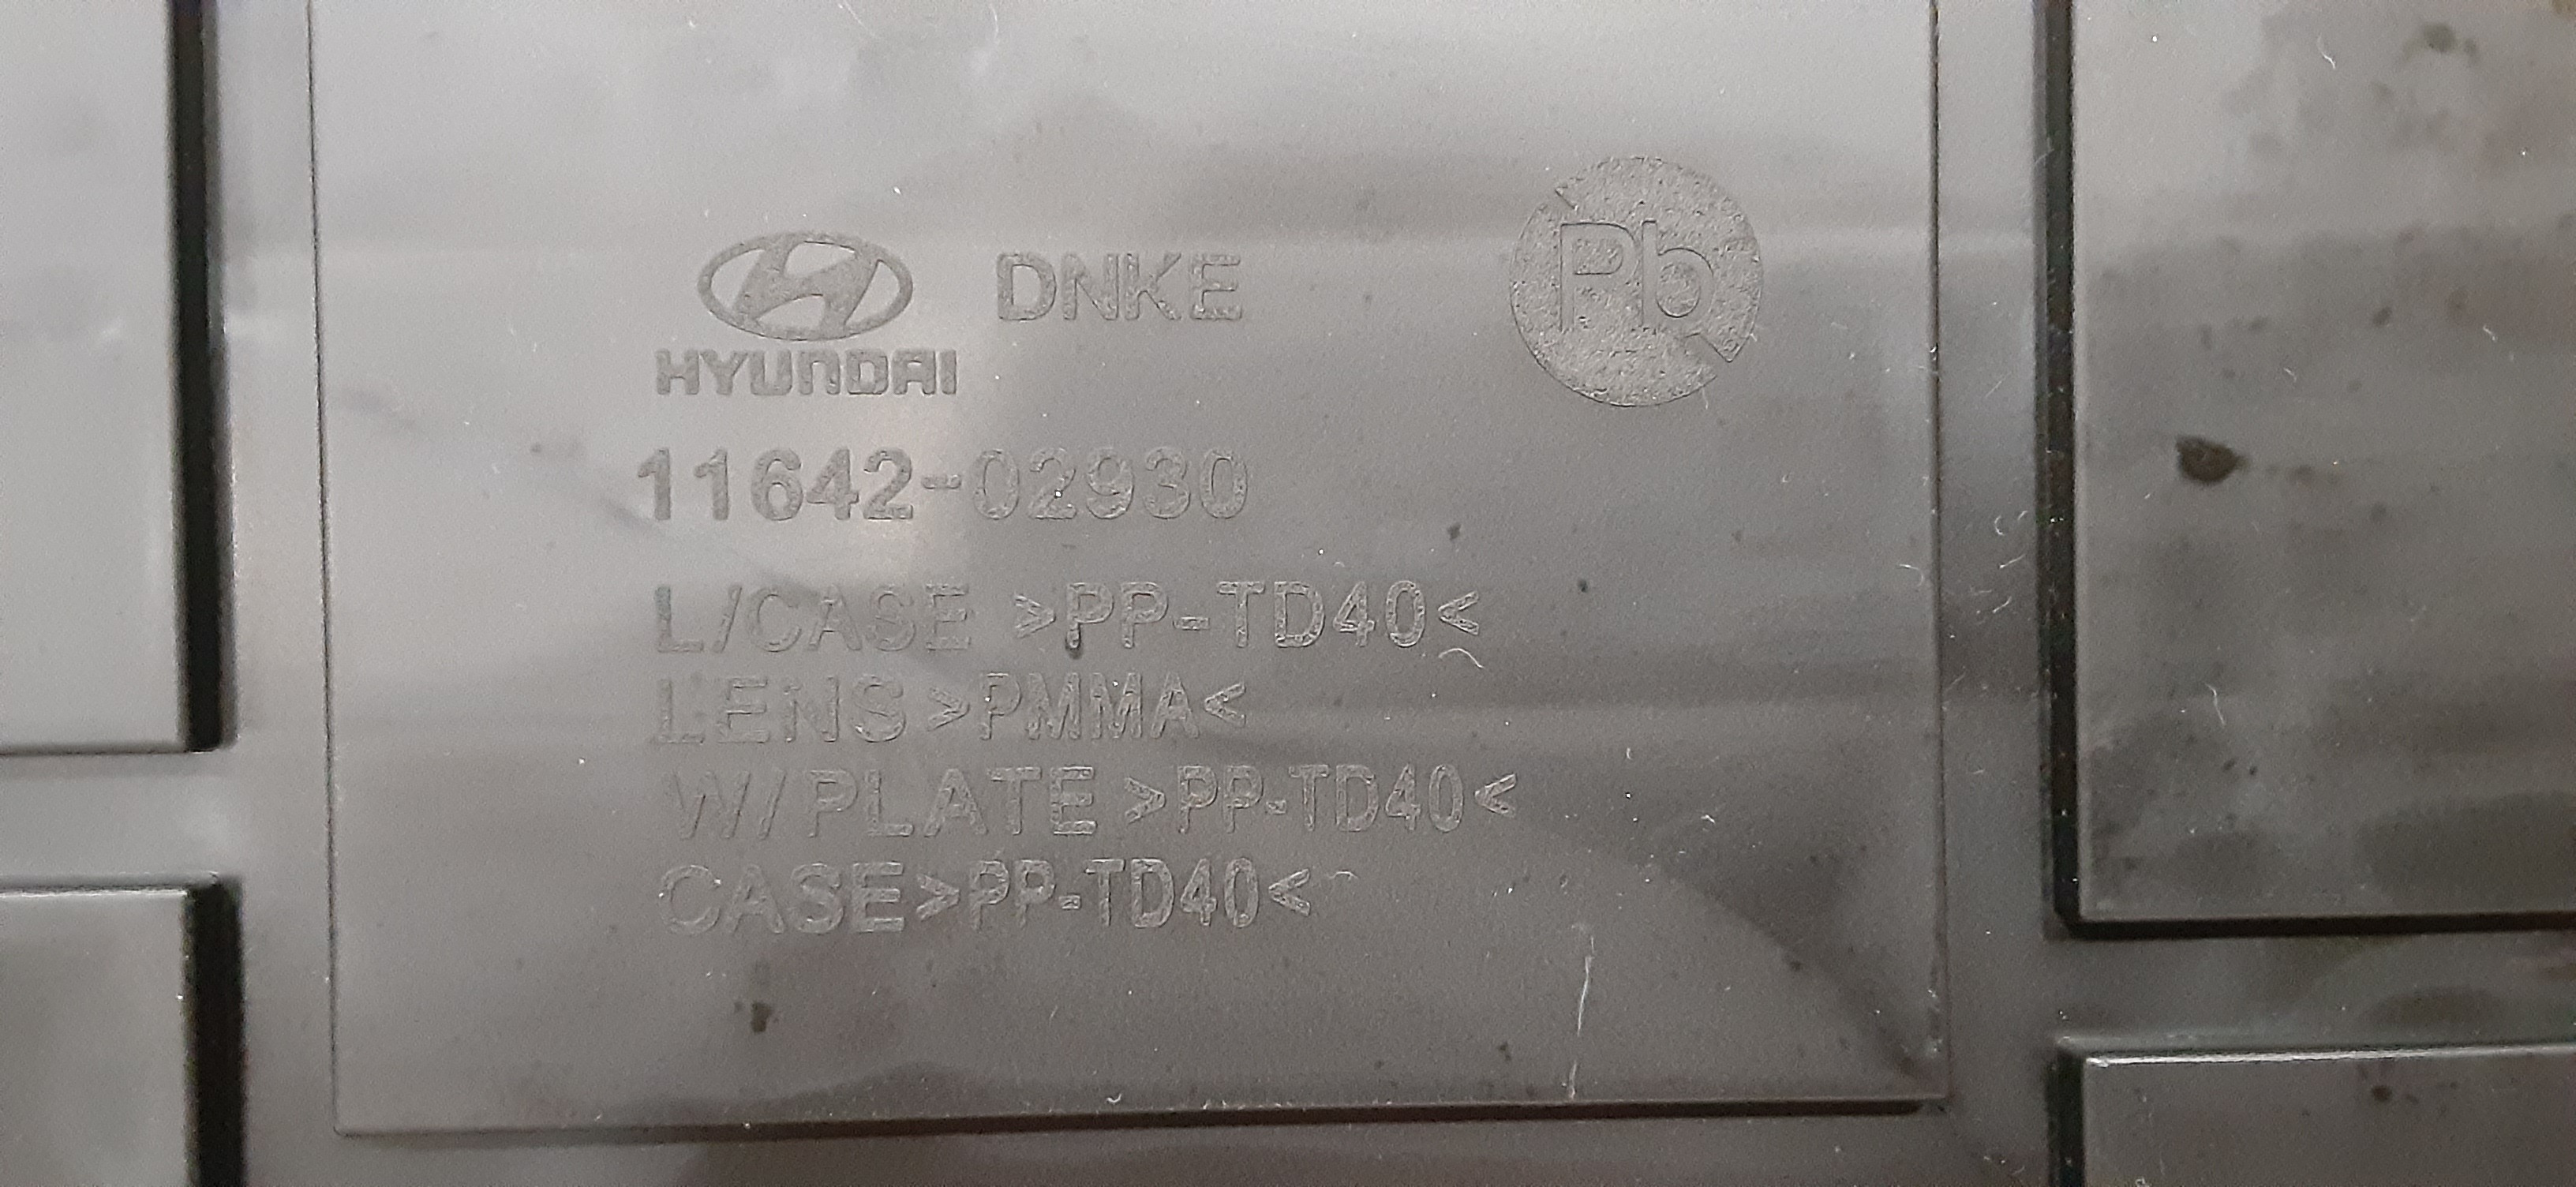 DNKE
Pb
HYUNDAI
11642-02930
L/CASE >PP-TD40<
LENS>PMMA<
W/PLATE >PP-TD40<
CASE>PP-TD40<